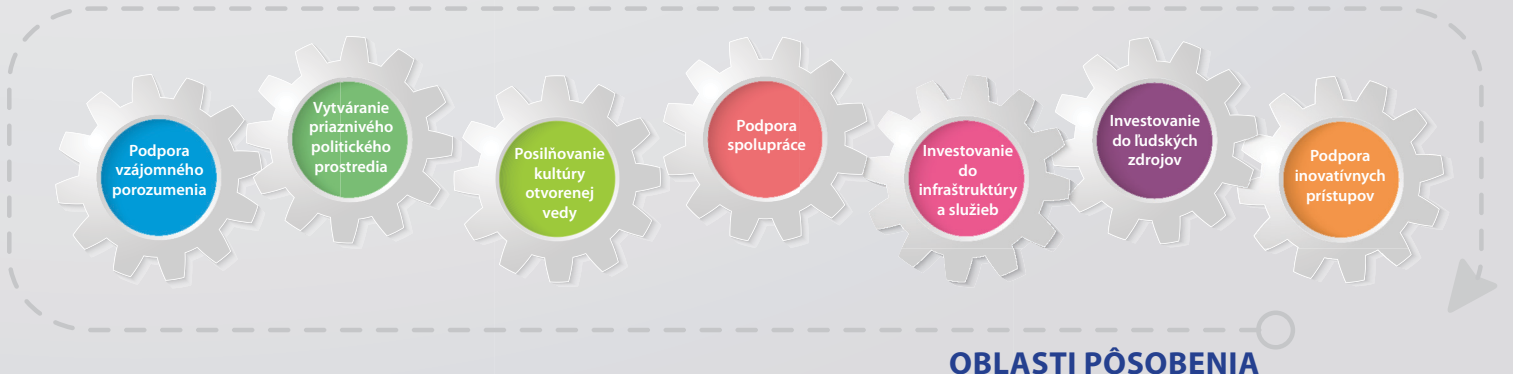 Podpora
vzájomného
porozumenia
Vytváranie
priaznivého
politického
prostredia
Posilňovanie
kultúry
otvorenej
vedy
Podpora
spolupráce
Investovanie
do
infraštruktúry
a služieb
Investovanie
do ľudských
zdrojov
Podpora
inovatívnych
prístupov
OBLASTI PÔSOBENIA